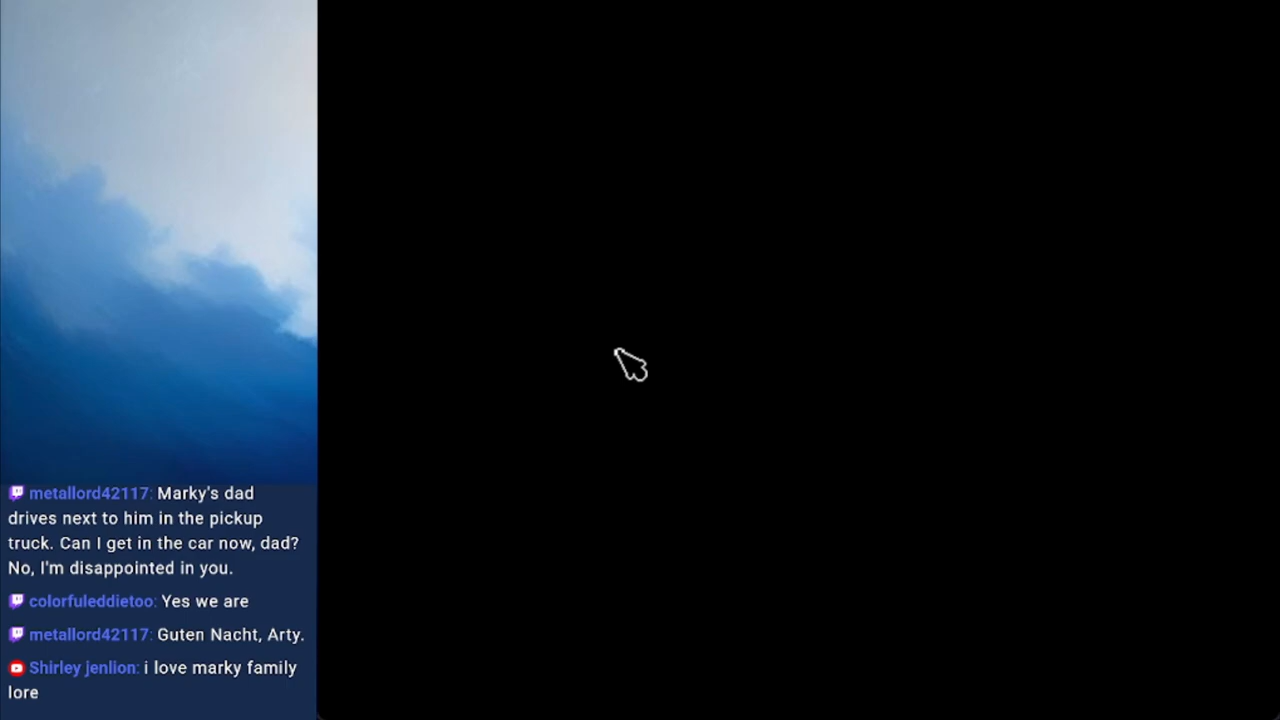 metallord42117: Marky's dad
drives next to him in the pickup
truck. Can I get in the car now, dad?
No, I'm disappointed in you.
colorfuleddietoo: Yes we are
metallord42117: Guten Nacht, Arty.
Shirley jenlion: i love marky family
lore